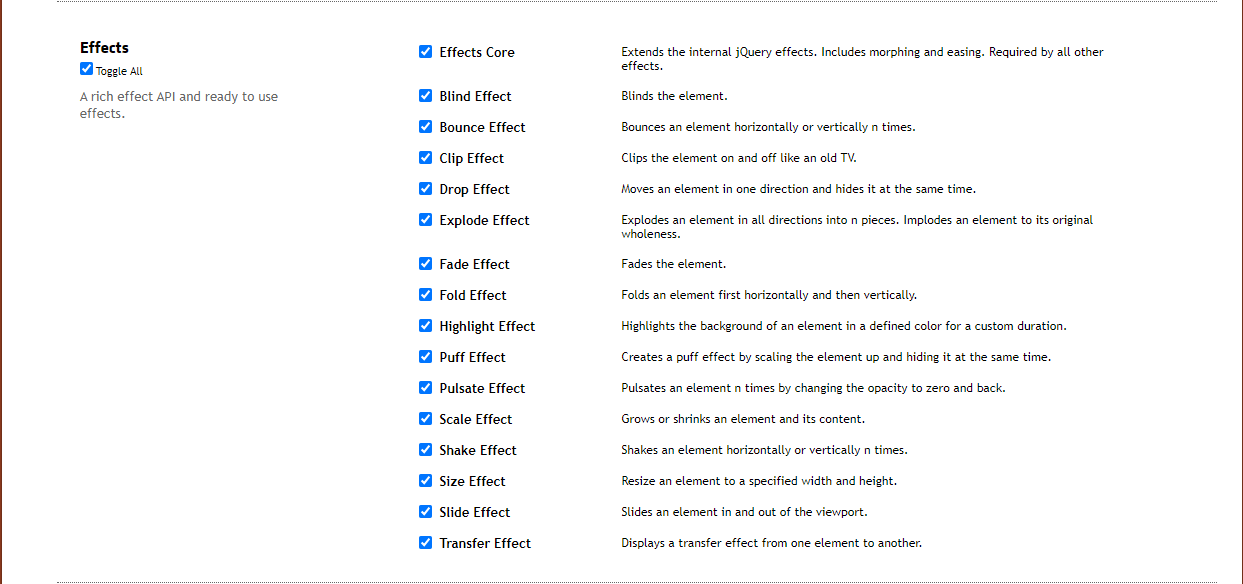 Effects
Toggle All
A rich effect API and ready to use
effects.
Effects Core
Extends the internal jQuery effects. Includes morphing and easing. Required by all other
effects.
Blind Effect
Blinds the element.
Bounce Effect
Bounces an element horizontally or vertically n times.
Clip Effect
Clips the element on and off like an old TV.
Drop Effect
Moves an element in one direction and hides it at the same time.
Explode Effect
Explodes an element in all directions into n pieces. Implodes an element to its original
wholeness.
Fade Effect
Fades the element.
Fold Effect
Folds an element first horizontally and then vertically.
Highlight Effect
Highlights the background of an element in a defined color for a custom duration.
Puff Effect
Creates a puff effect by scaling the element up and hiding it at the same time.
Pulsate Effect
Pulsates an element n times by changing the opacity to zero and back.
Scale Effect
Grows or shrinks an element and its content.
Shake Effect
Shakes an element horizontally or vertically n times.
Size Effect
Resize an element to a specified width and height.
Slide Effect
Slides an element in and out of the viewport.
Transfer Effect
Displays a transfer effect from one element to another.